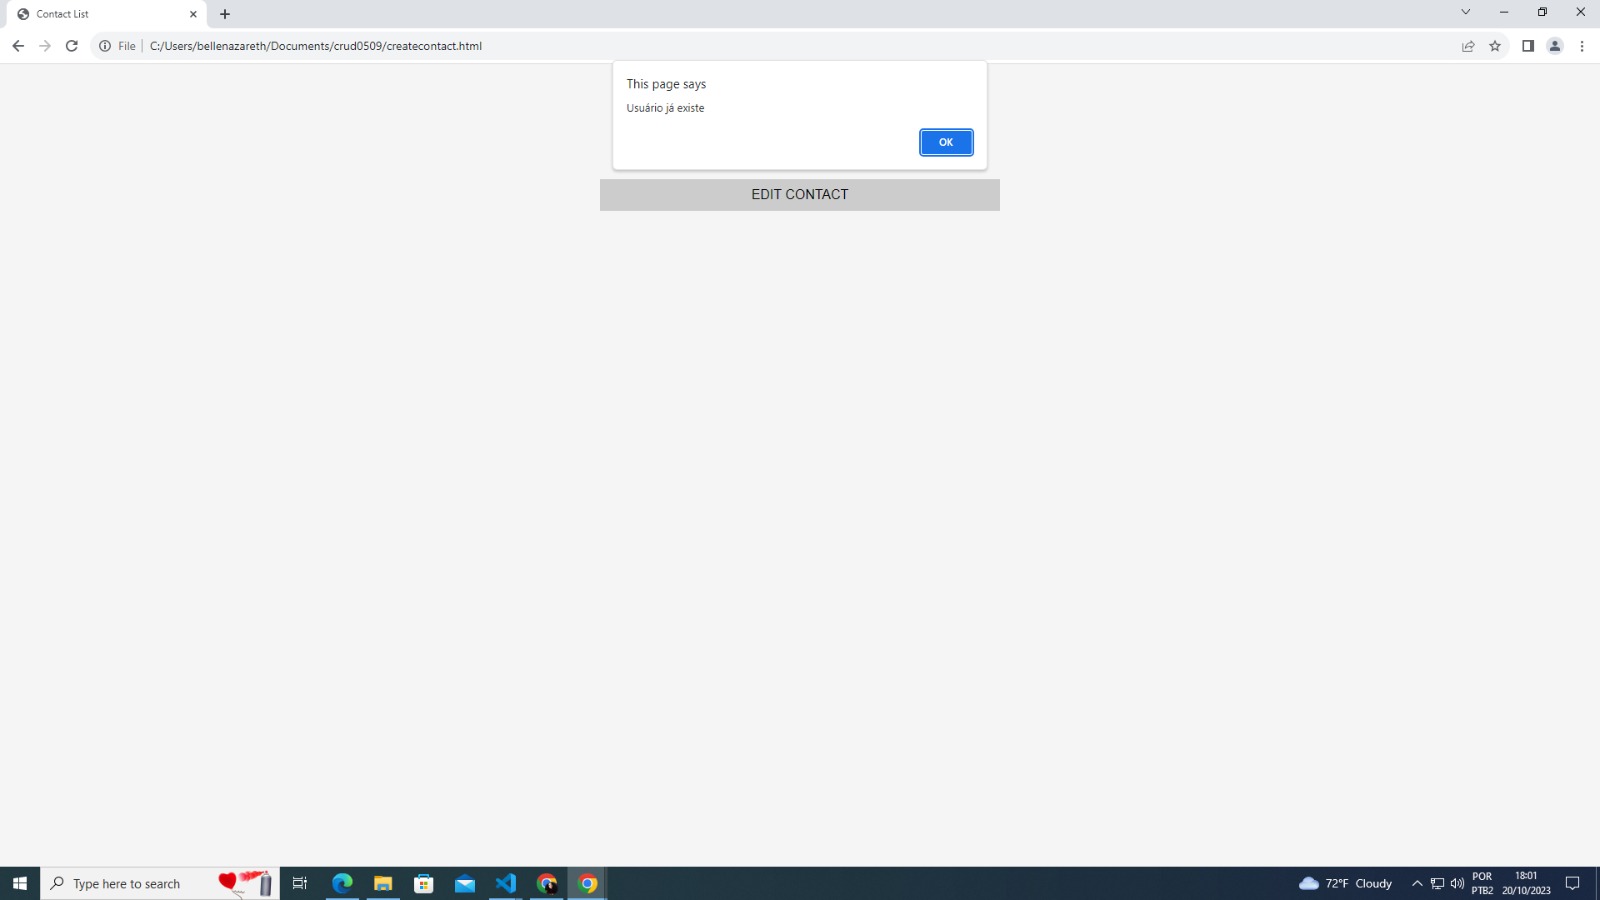 Contact List
File
C:/Users/bellenazareth/Documents/crud0509/createcontact.html
This page says
Usuário já existe
OK
EDIT CONTACT
Type here to search
72°F Cloudy
POR
PTB2
18:01
20/10/2023